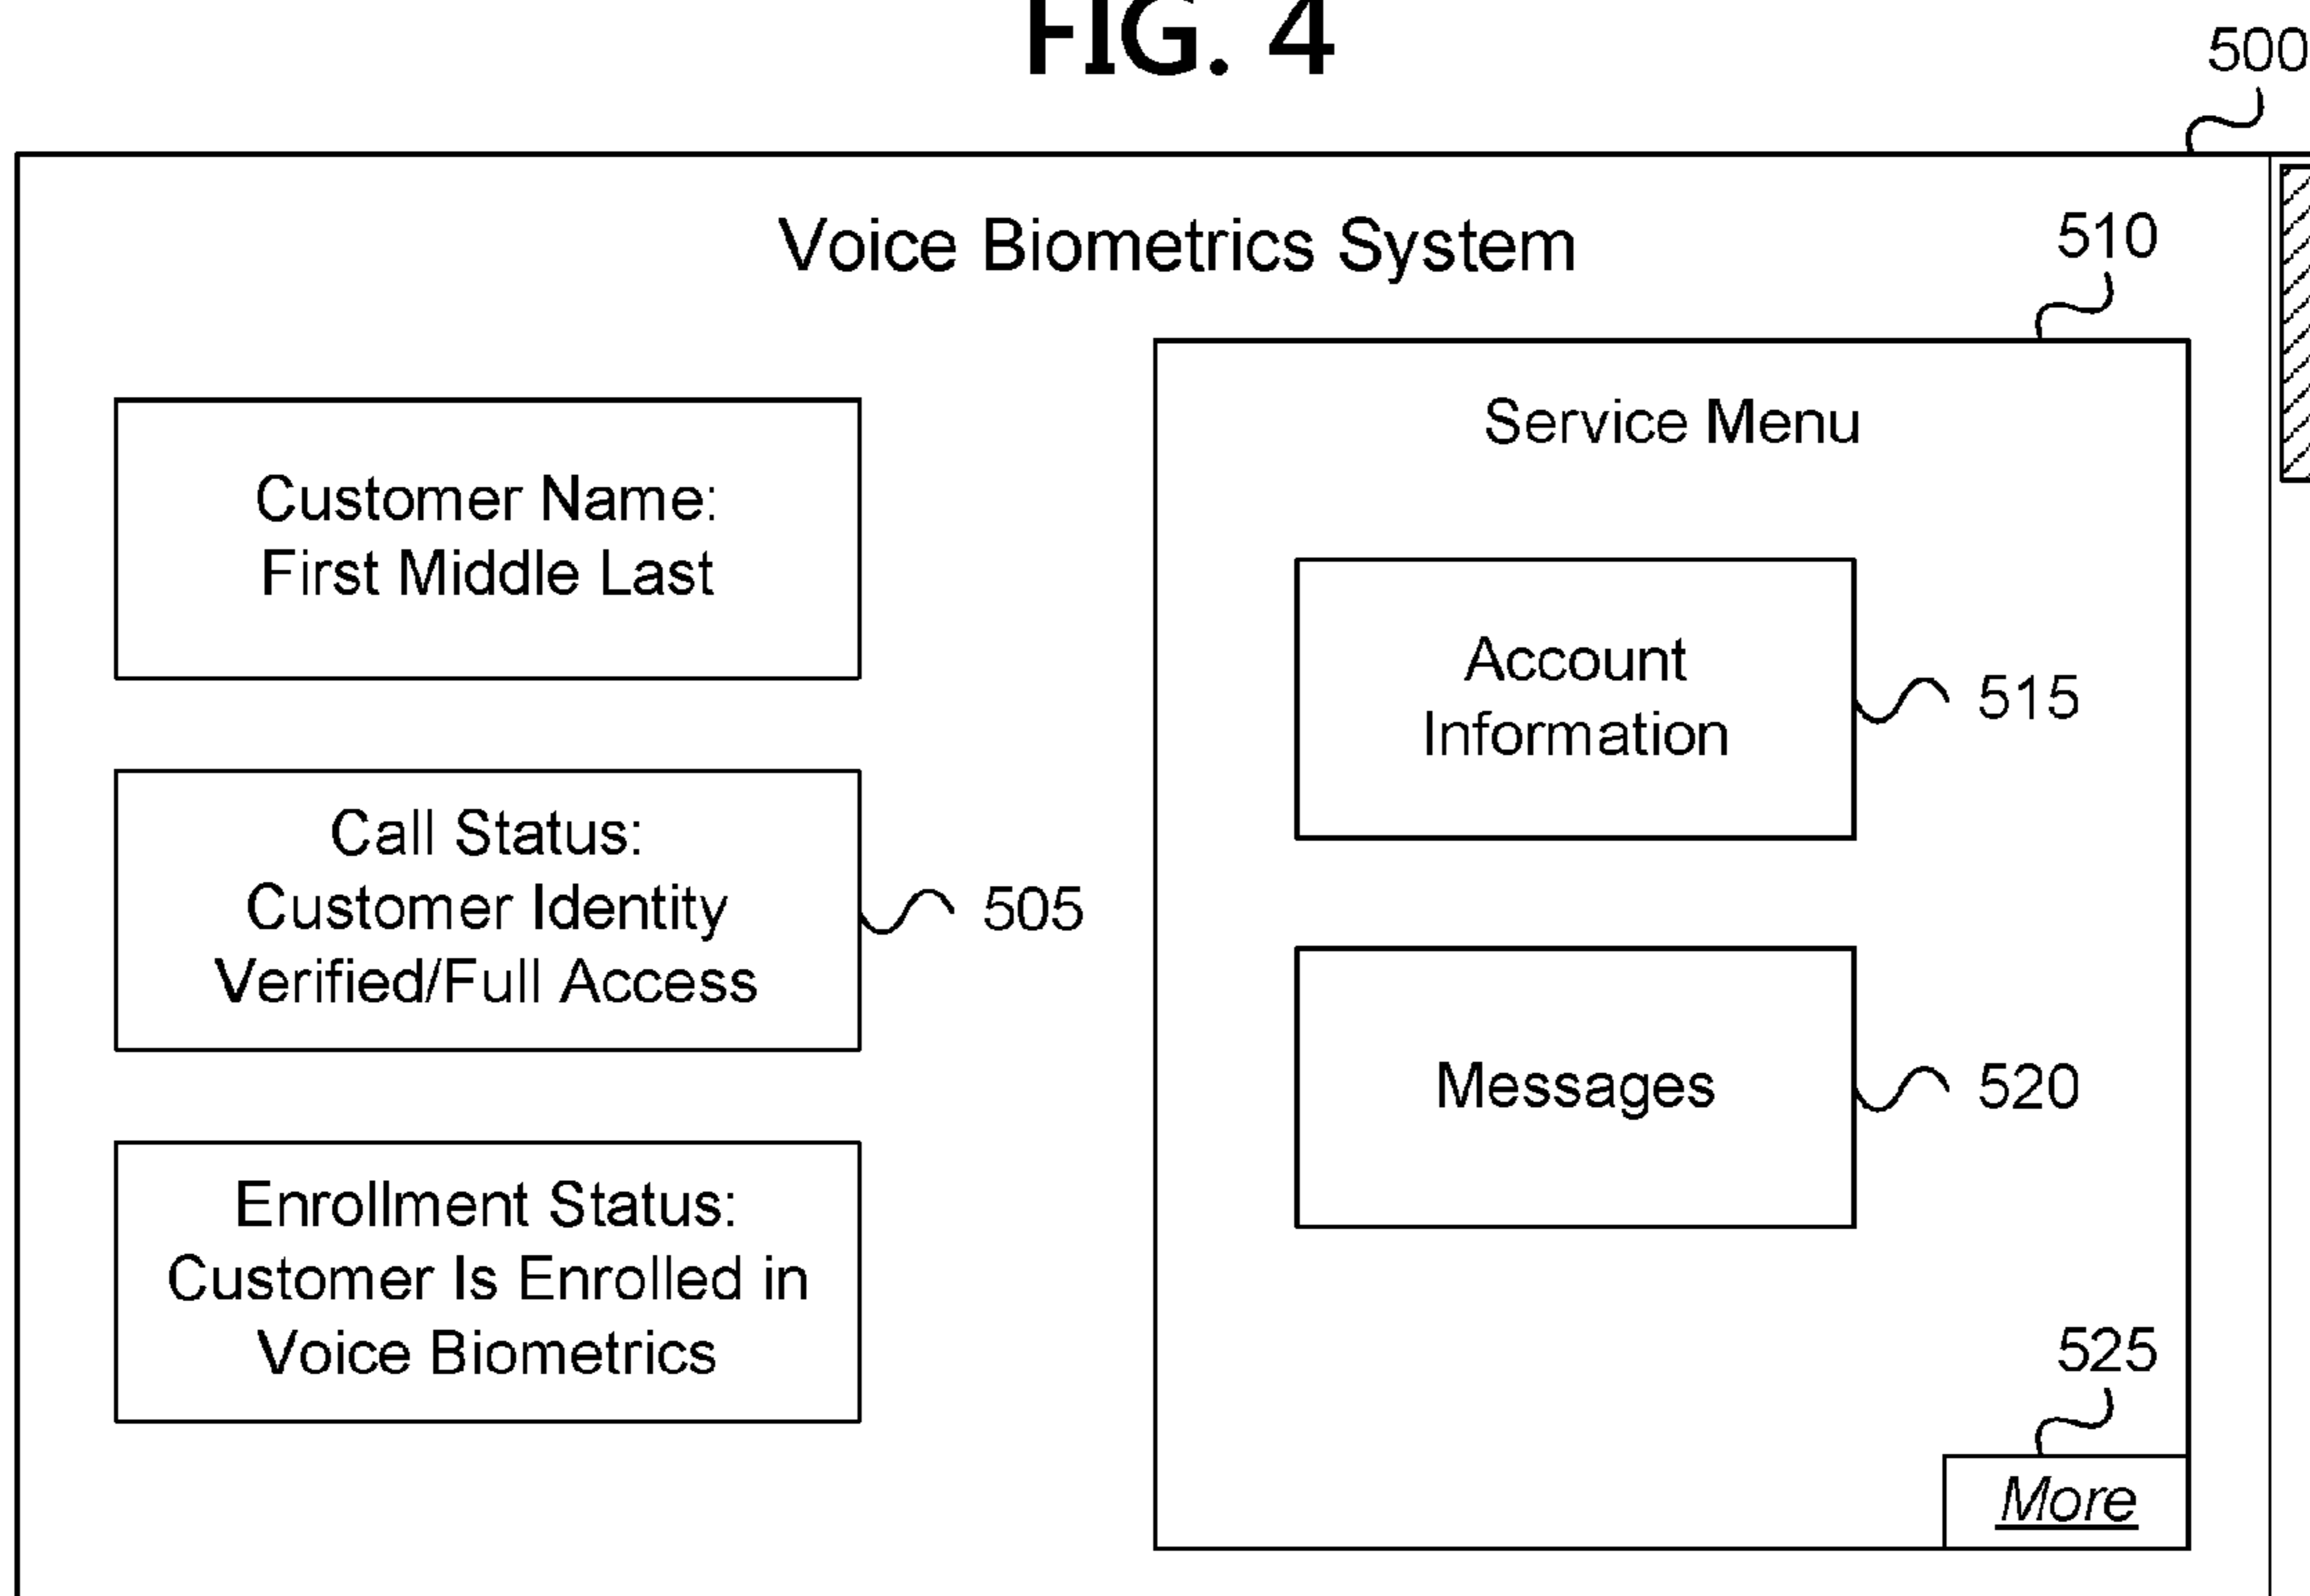 FIG. 4
500
Voice Biometrics System
510
Customer Name:
First Middle Last
Call Status:
Customer Identity
Verified/Full Access
505
Enrollment Status:
Customer Is Enrolled in
Voice Biometrics
Service Menu
Account
Information
515
Messages
520
525
More